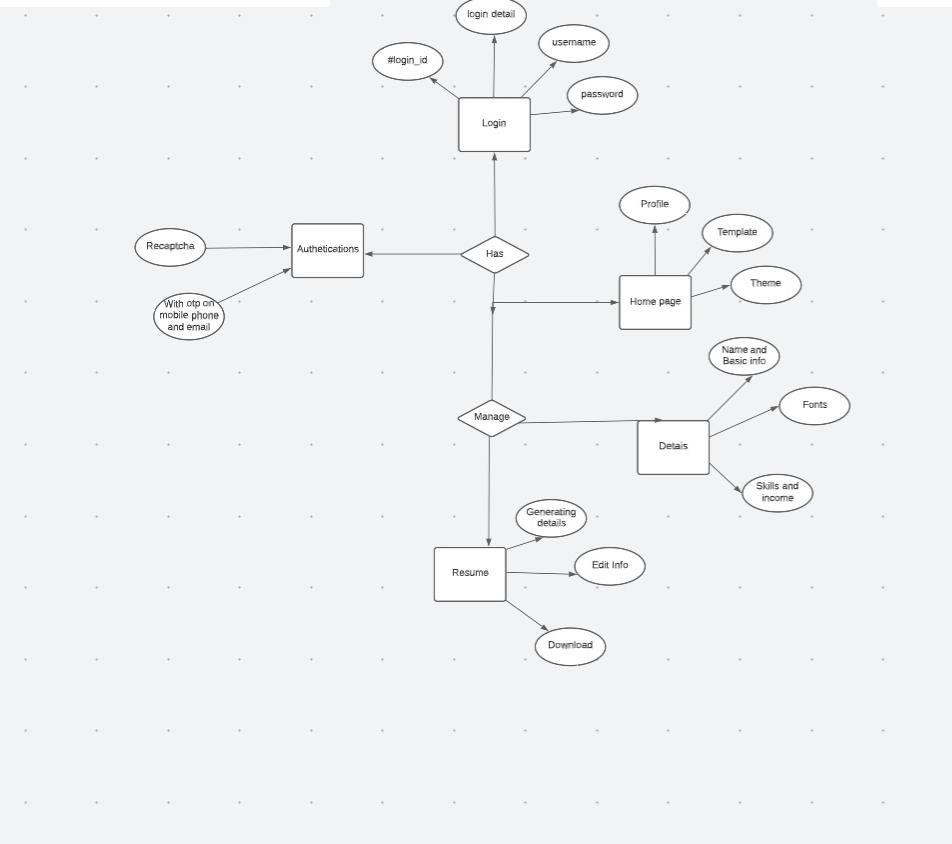 login detail
username
#login_id
password
Login
Profile
Template
Recaptcha
Authetications
Has
Theme
With otp on
mobile phone
and email
Home page
Name and
Basic info
Fonts
Manage
Detais
Skills and
income
Generating
details
Edit Info
Resume
Download